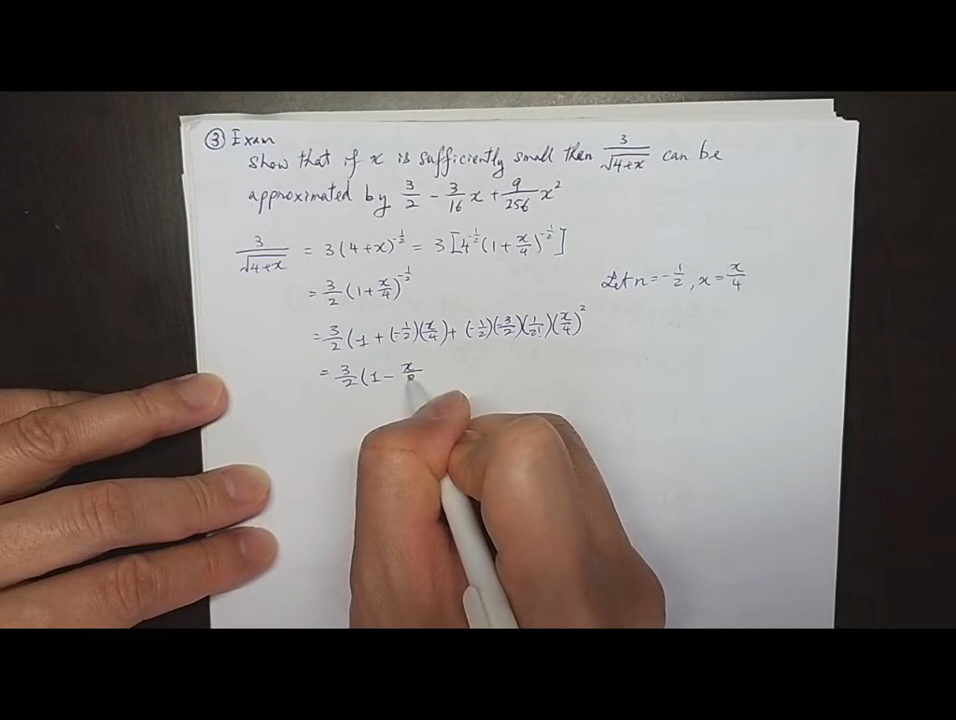 ③ Exam
show that if x is sufficiently small then 3/√(4+x) can be
approximated by 3/2 - 3/16 x + 9/256 x²
3/√(4+x) = 3(4+x)^(-1/2) = 3[4^(-1/2)(1+x/4)^(-1/2)]
= 3/2 (1+x/4)^(-1/2)
Let n = -1/2, x = x/4
= 3/2 (1 + (-1/2)(x/4) + (-1/2)(-3/2)(1/2!)(x/4)²
= 3/2 (1 - x/8